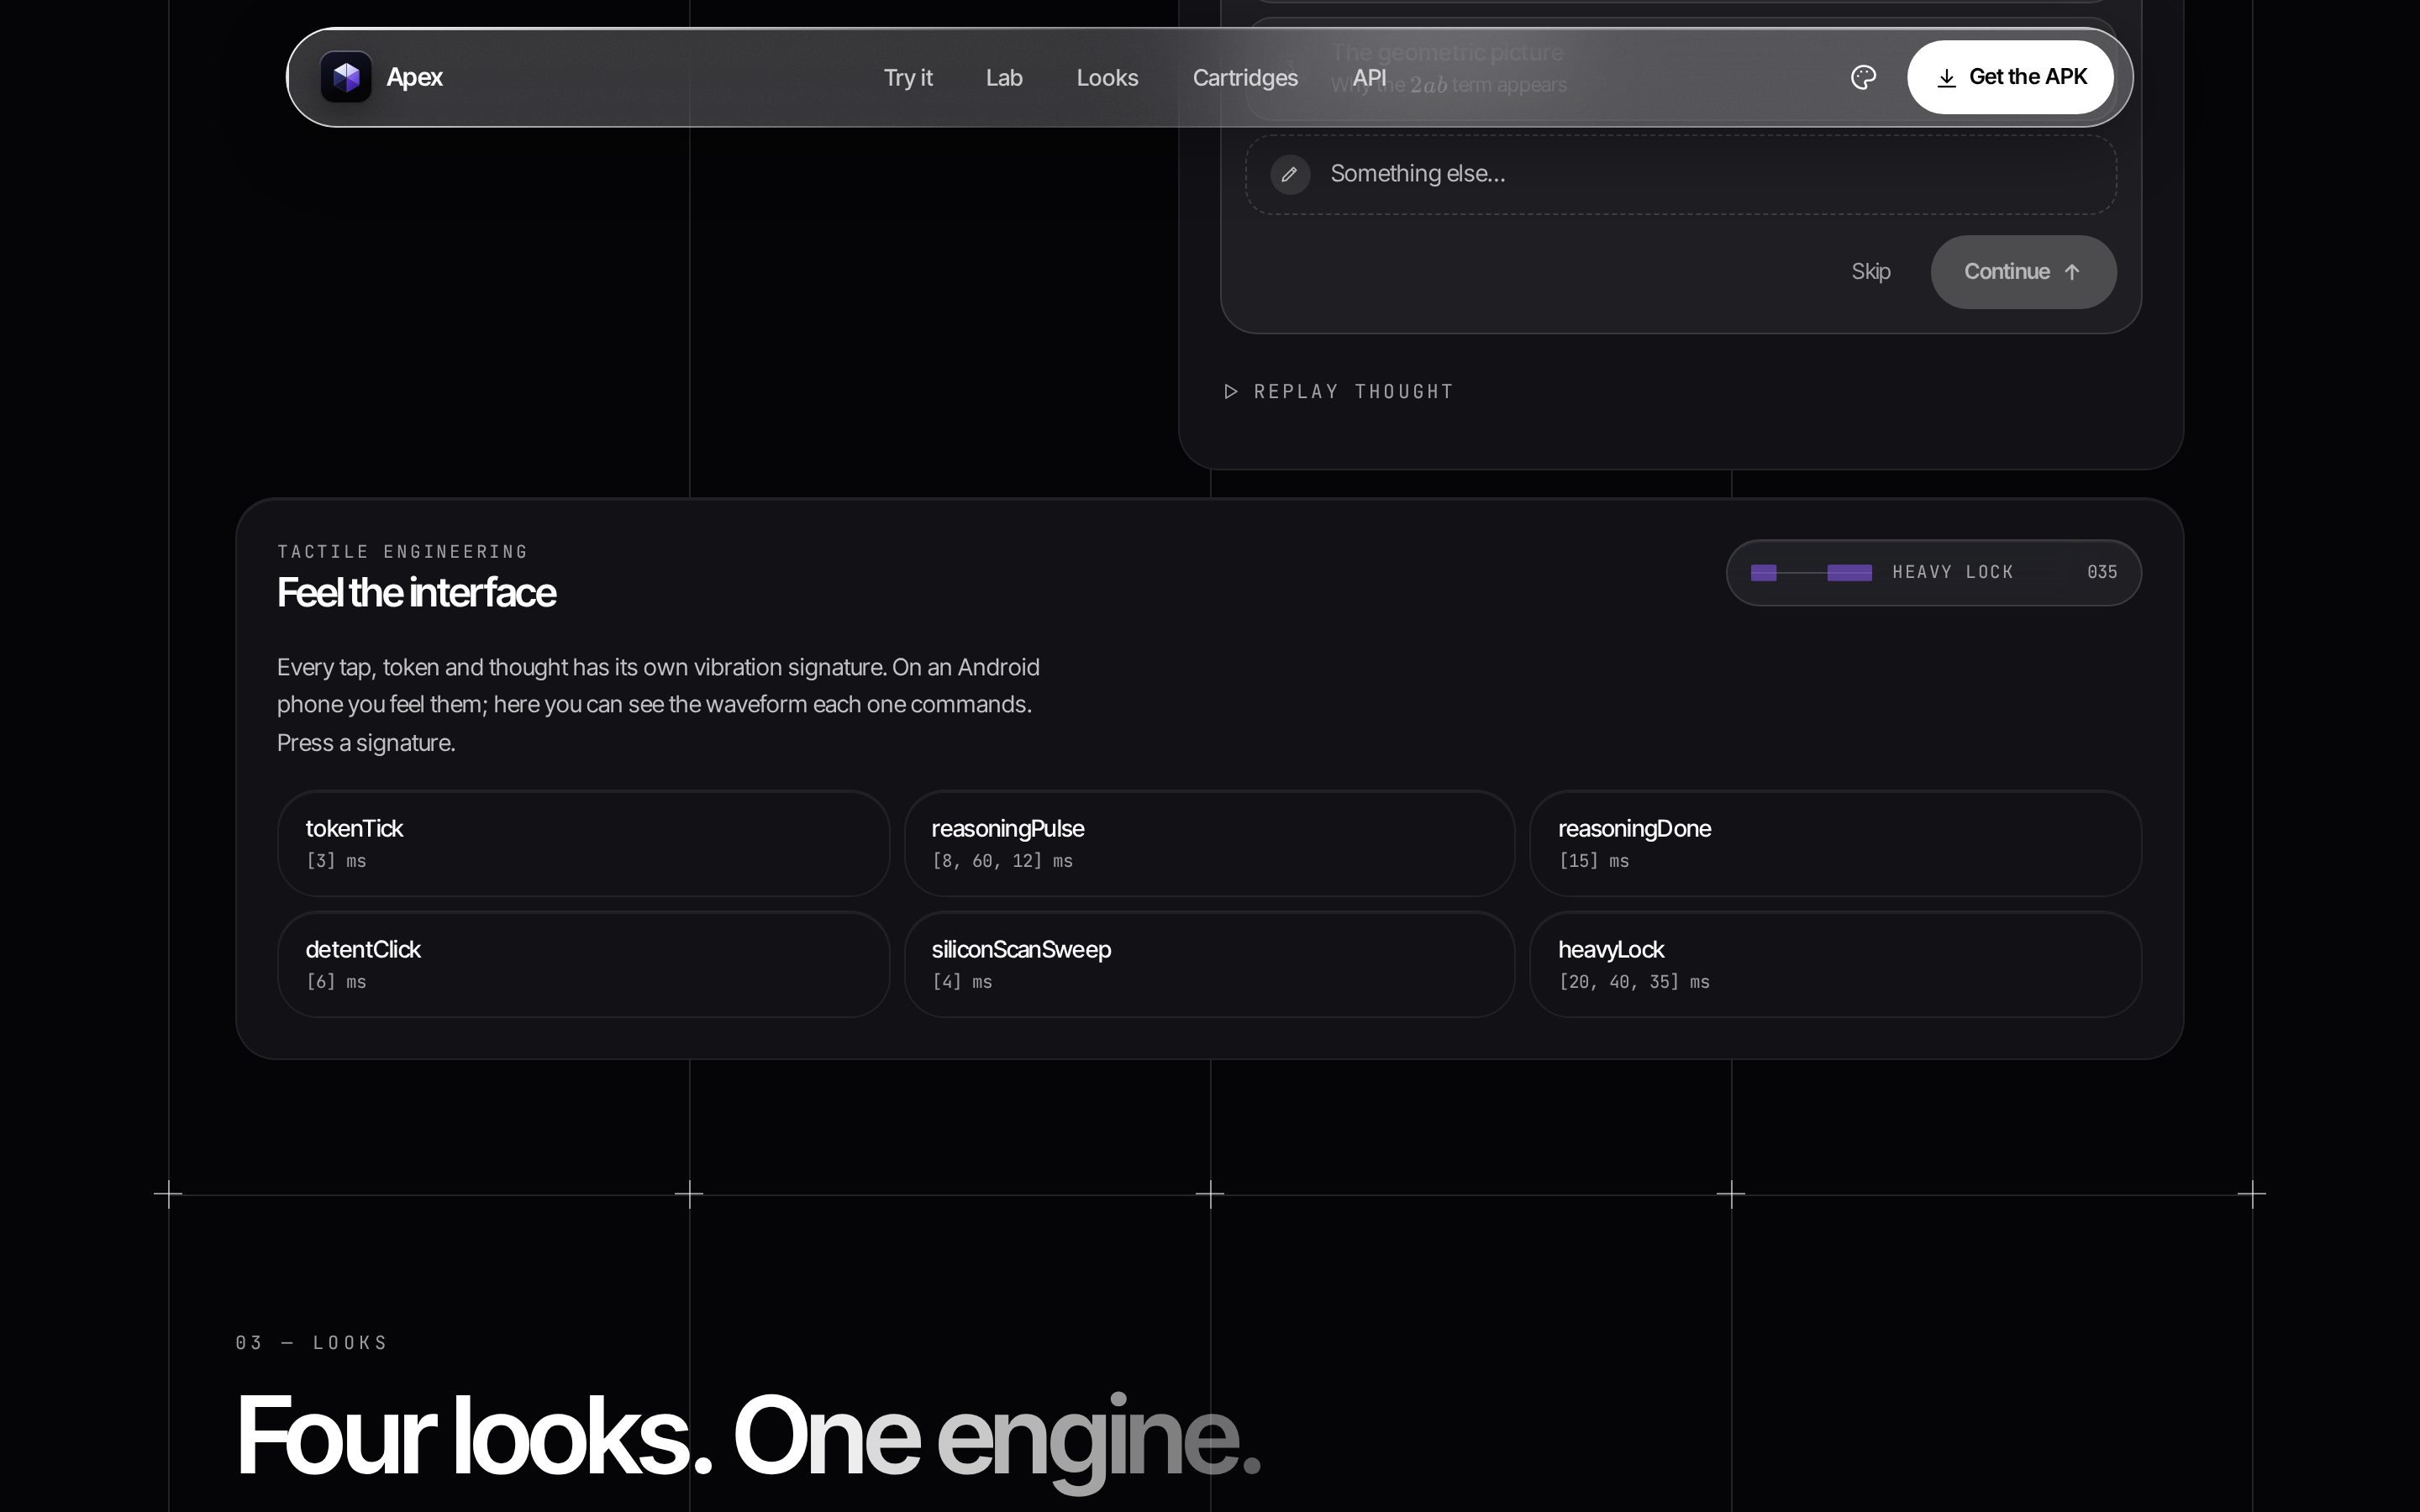 Apex
Try it
Lab
Looks
Cartridges
API
Get the APK
The geometric picture
Why the 2ab term appears
Something else...
Skip
Continue
REPLAY THOUGHT
TACTILE ENGINEERING
Feel the interface
HEAVY LOCK 035
Every tap, token and thought has its own vibration signature. On an Android
phone you feel them; here you can see the waveform each one commands.
Press a signature.
tokenTick
[3] ms
reasoningPulse
[8, 60, 12] ms
reasoningDone
[15] ms
detentClick
[6] ms
siliconScanSweep
[4] ms
heavyLock
[20, 40, 35] ms
03 — LOOKS
Four looks. One engine.